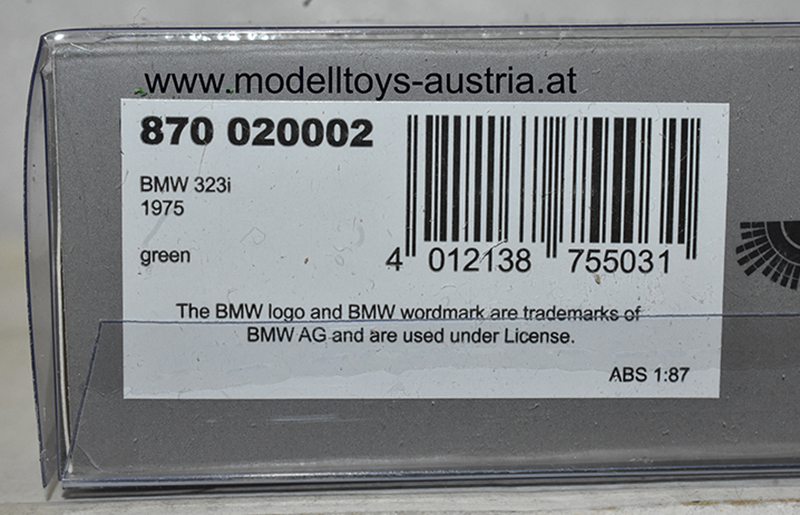 www.modelltoys-austria.at
870 020002
BMW 323i
1975
green
4 012138 755031
The BMW logo and BMW wordmark are trademarks of
BMW AG and are used under License.
ABS 1:87